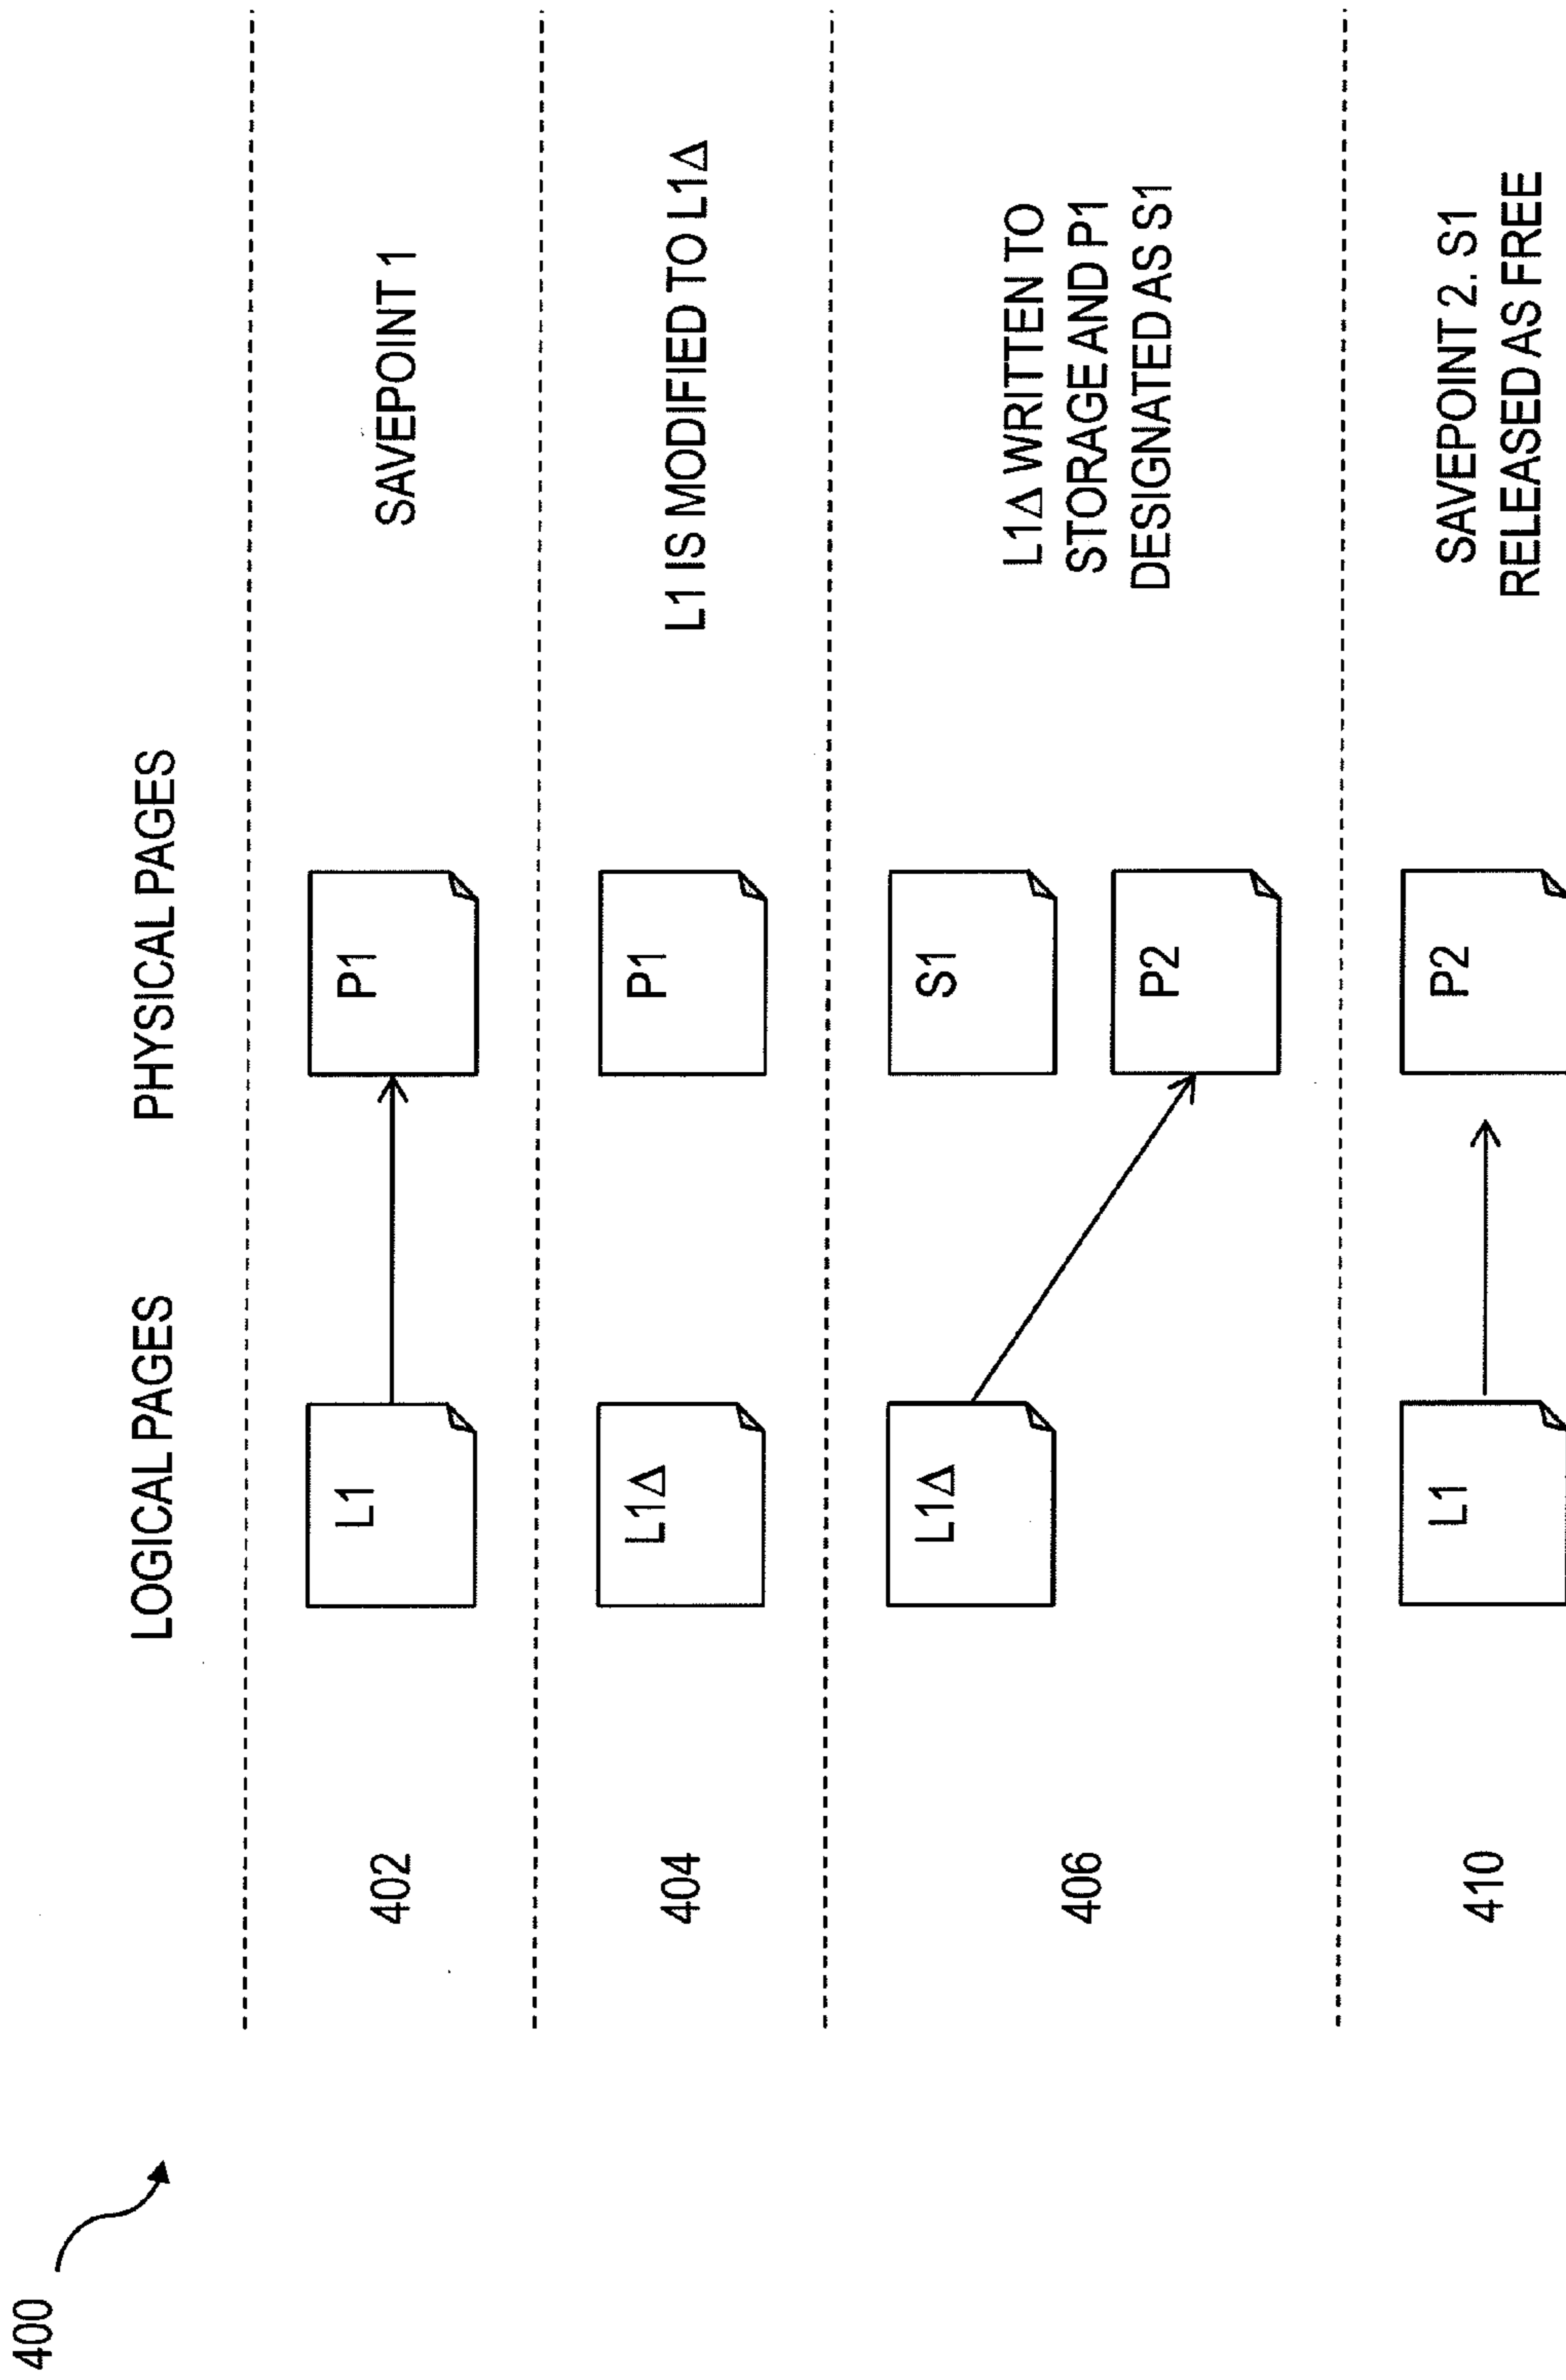 400
LOGICAL PAGES
PHYSICAL PAGES
402
L1
P1
SAVEPOINT 1
404
L1Δ
P1
L1 IS MODIFIED TO L1Δ
406
L1Δ
S1
P2
L1Δ WRITTEN TO
STORAGE AND P1
DESIGNATED AS S1
410
L1
P2
SAVEPOINT 2. S1
RELEASED AS FREE